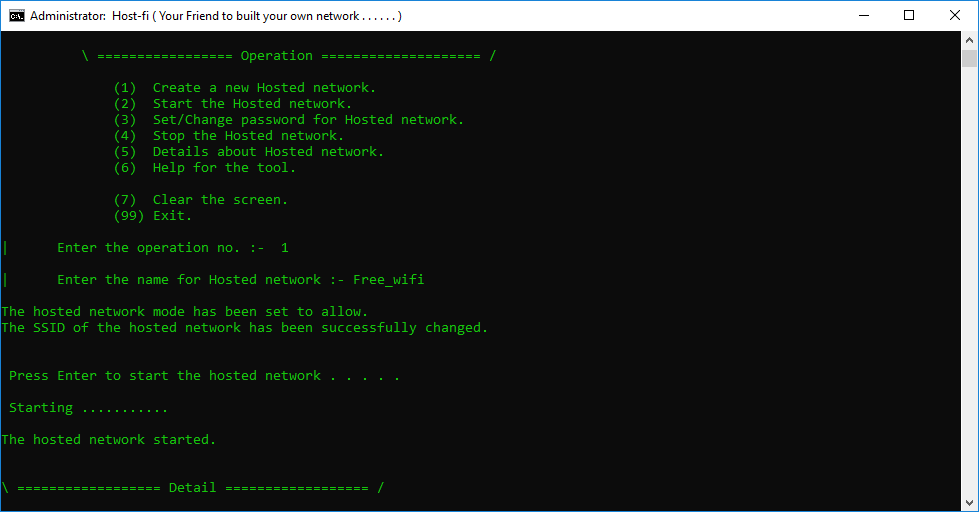 Administrator:  Host-fi ( Your Friend to built your own network . . . . . . )
\ ================= Operation ==================== /
(1)  Create a new Hosted network.
(2)  Start the Hosted network.
(3)  Set/Change password for Hosted network.
(4)  Stop the Hosted network.
(5)  Details about Hosted network.
(6)  Help for the tool.
(7)  Clear the screen.
(99) Exit.
|      Enter the operation no. :-  1
|      Enter the name for Hosted network :- Free_wifi
The hosted network mode has been set to allow.
The SSID of the hosted network has been successfully changed.
Press Enter to start the hosted network . . . . .
Starting ...........
The hosted network started.
\ ================== Detail ================== /